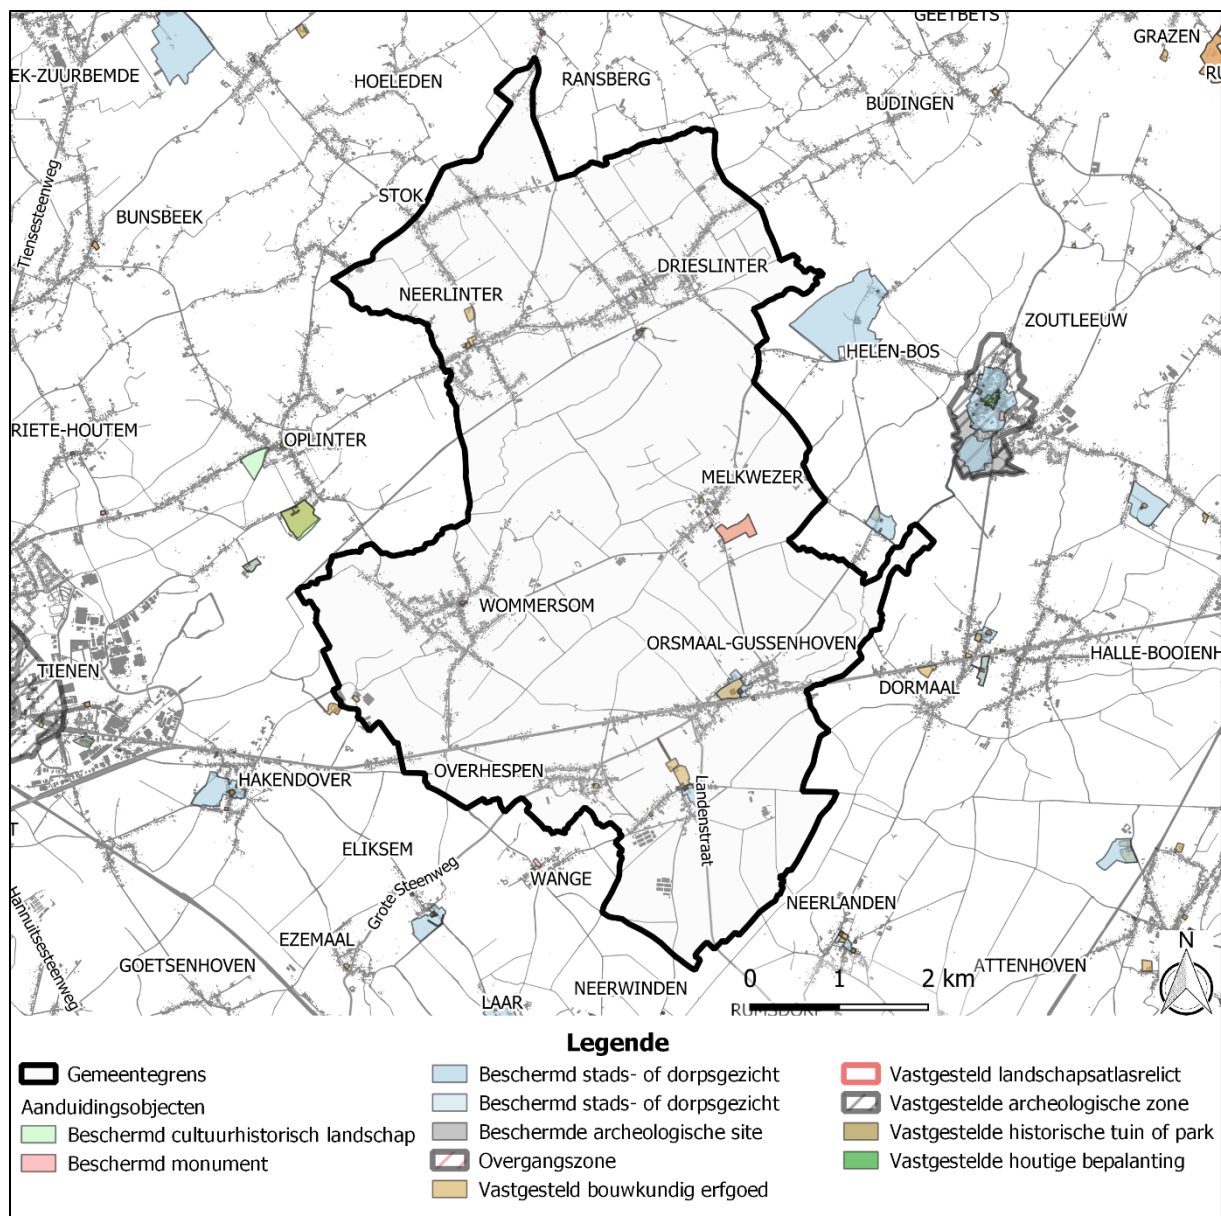 GEETBETS
GRAZEN
EK-ZUURBEMDE
HOELEDEN
RANSBERG
RU
BUDINGEN
Tiensesteenweg
STOK
BUNSBEEK
DRIESLINTER
NEERLINTER
ZOUTLEEUW
HELEN-BOS
RIETE-HOUTEM
OPLINTER
MELKWEZER
WOMMERSOM
ORSMAAL-GUSSENHOVEN
HALLE-BOOIENH
TIENEN
DORMAAL
HAKENDOVER
OVERHESPEN
Landenstraat
T
ELIKSEM
Grote Steenweg
WANGE
Hannuitsesteenweg
NEERLANDEN
EZEMAAL
GOETSENHOVEN
ATTENHOVEN
N
NEERWINDEN
0 1 2 km
LAAR
RUMSDORP
Legende
Gemeentegrens
Aanduidingsobjecten
Beschermd cultuurhistorisch landschap
Beschermd monument
Beschermd stads- of dorpsgezicht
Beschermd stads- of dorpsgezicht
Beschermde archeologische site
Overgangszone
Vastgesteld bouwkundig erfgoed
Vastgesteld landschapsatlasrelict
Vastgestelde archeologische zone
Vastgestelde historische tuin of park
Vastgestelde houtige bepalanting